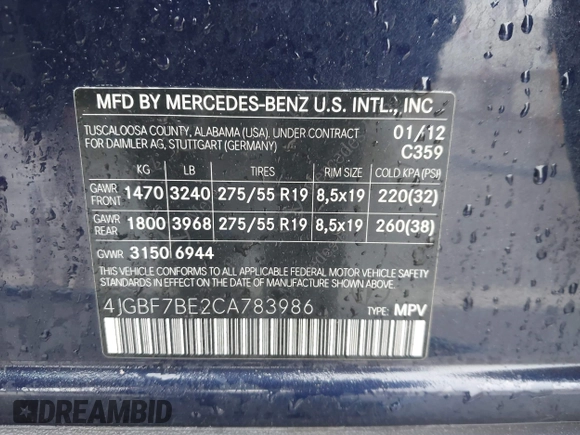 MFD BY MERCEDES-BENZ U.S. INTL., INC
TUSCALOOSA COUNTY, ALABAMA (USA). UNDER CONTRACT 01/12
FOR DAIMLER AG, STUTTGART (GERMANY) C359
KG LB TIRES RIM SIZE COLD KPA(PSI)
GAWR FRONT 1470 3240 275/55 R19 8,5x19 220(32)
GAWR REAR 1800 3968 275/55 R19 8,5x19 260(38)
GVWR 3150 6944
THIS VEHICLE CONFORMS TO ALL APPLICABLE FEDERAL MOTOR VEHICLE SAFETY
STANDARDS IN EFFECT ON THE DATE OF MANUFACTURE SHOWN ABOVE.
4JGBF7BE2CA783986 TYPE: MPV
DREAMBID